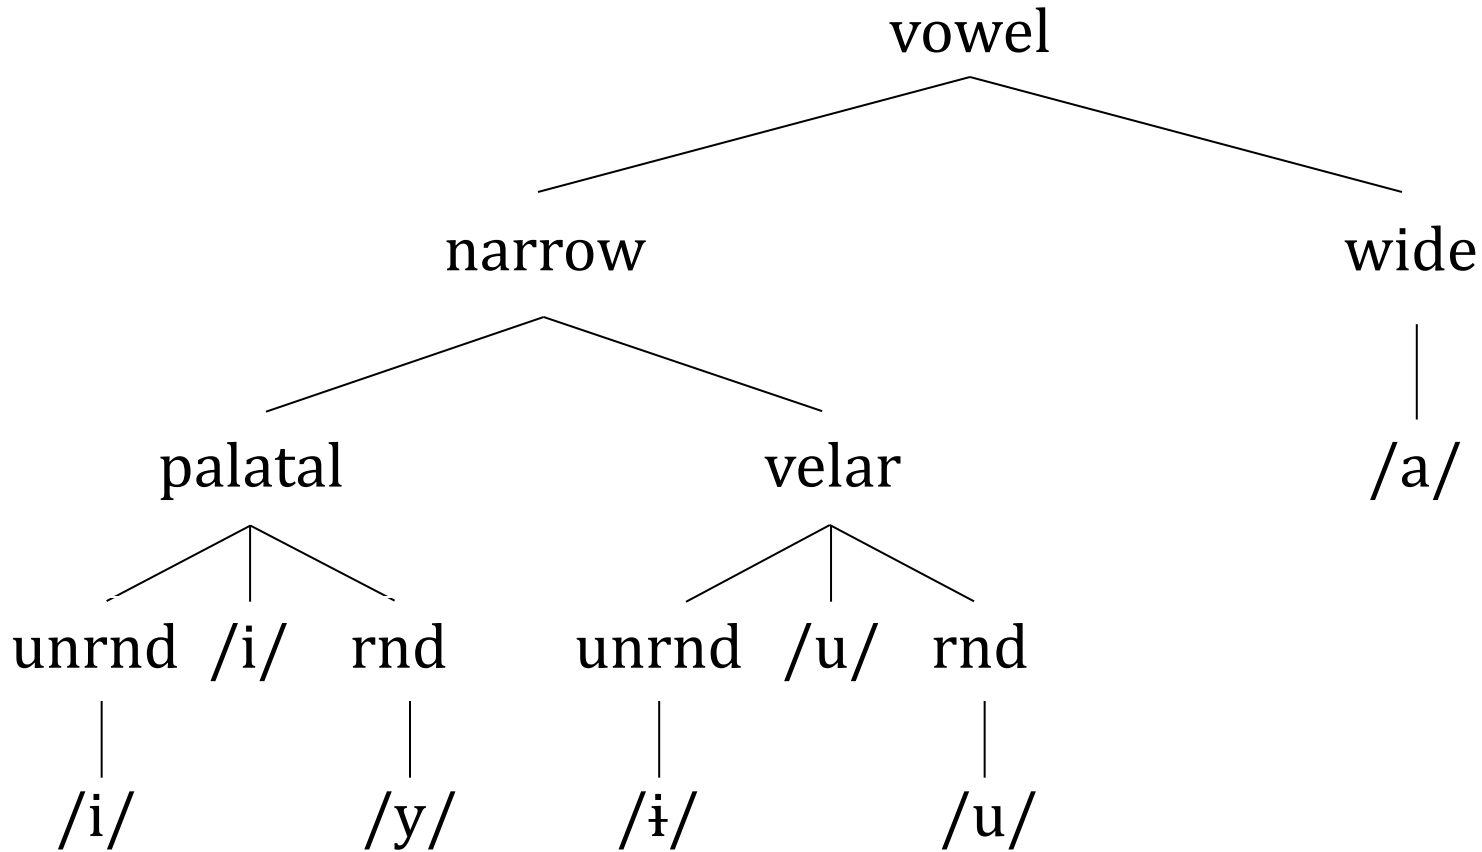 vowel
narrow wide
palatal velar /a/
unrnd /i/ rnd unrnd /u/ rnd
/i/ /y/ /ɨ/ /u/